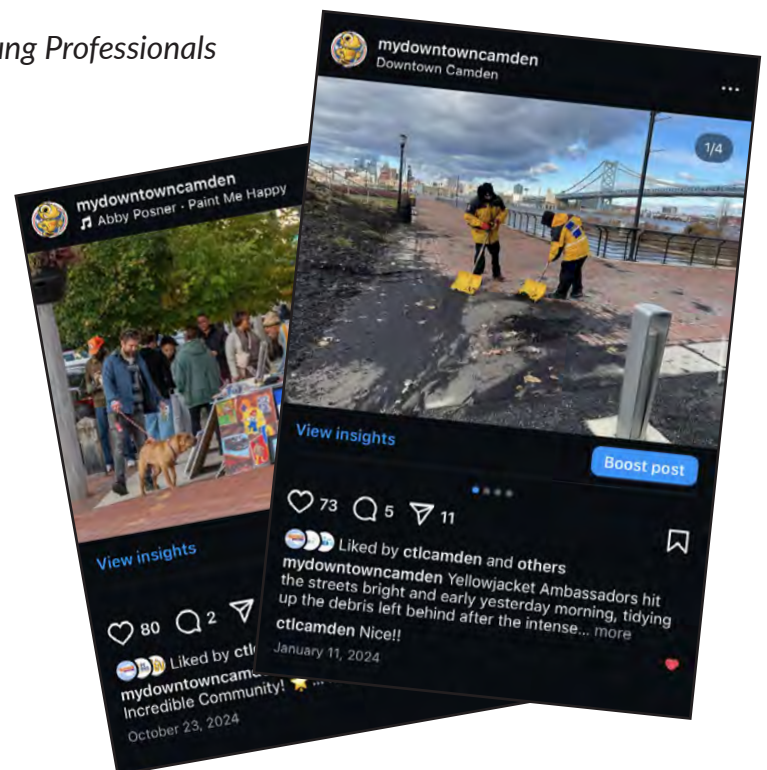 Professionals
mydowntowncamden
Downtown Camden
1/4
View insights
Boost post
73 5 11
Liked by ctlcamden and others
mydowntowncamden Yellowjacket Ambassadors hit
the streets bright and early yesterday morning, tidying
up the debris left behind after the intense... more
ctlcamden Nice!!
January 11, 2024
mydowntowncamden
Abby Posner · Paint Me Happy
View insights
80 2
Liked by
Incredible Community! 🌟 ...
October 23, 2024